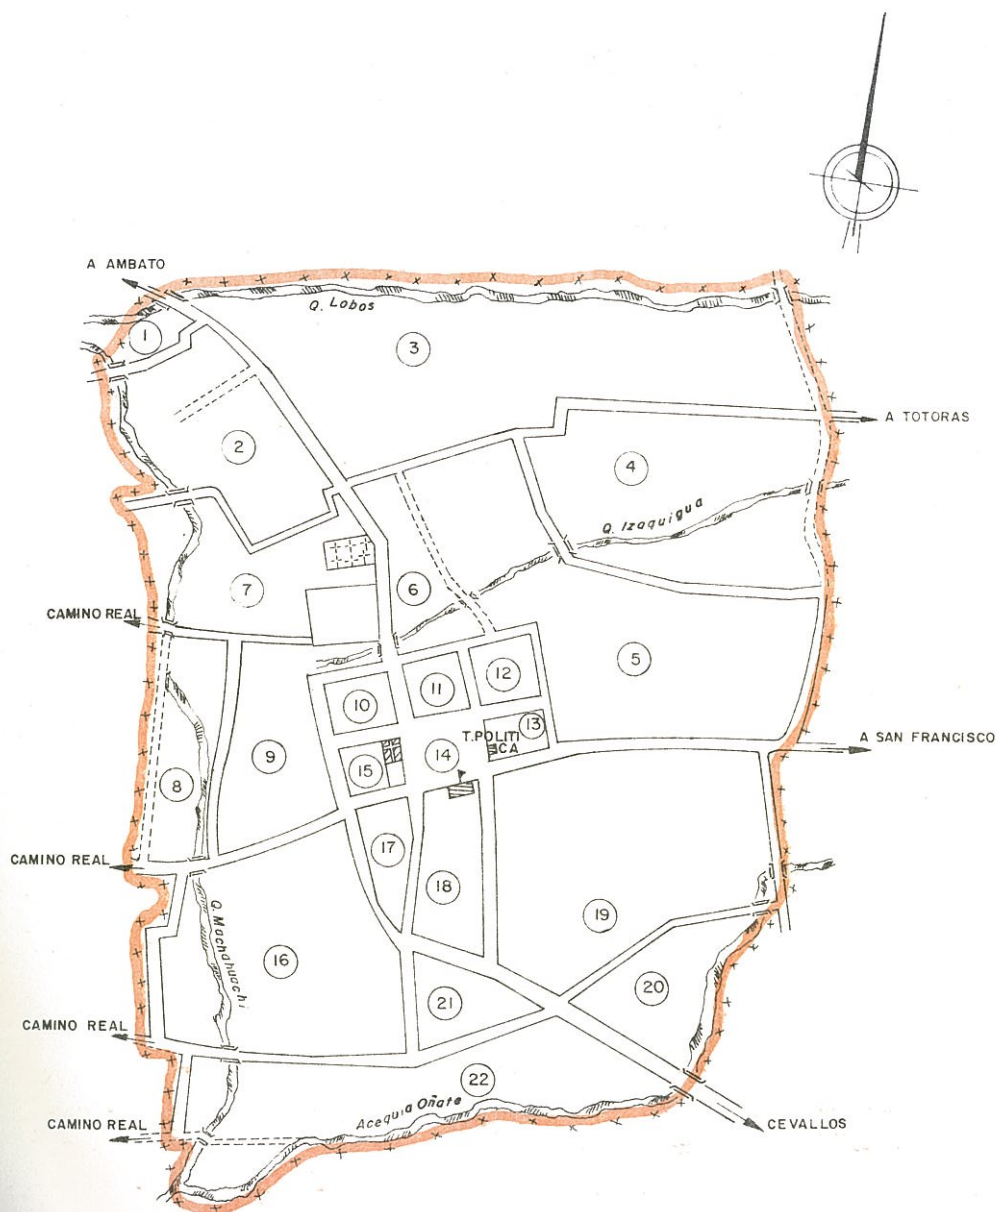 A AMBATO
Q. Lobos
1
3
A TOTORAS
2
4
Q. Izaquigua
7
6
CAMINO REAL
5
12
11
10
13
T. POLITI
CA
A SAN FRANCISCO
14
9
15
8
17
CAMINO REAL
18
Q. Machahuachi
19
16
20
21
CAMINO REAL
22
Acequia Oñate
CAMINO REAL
CEVALLOS